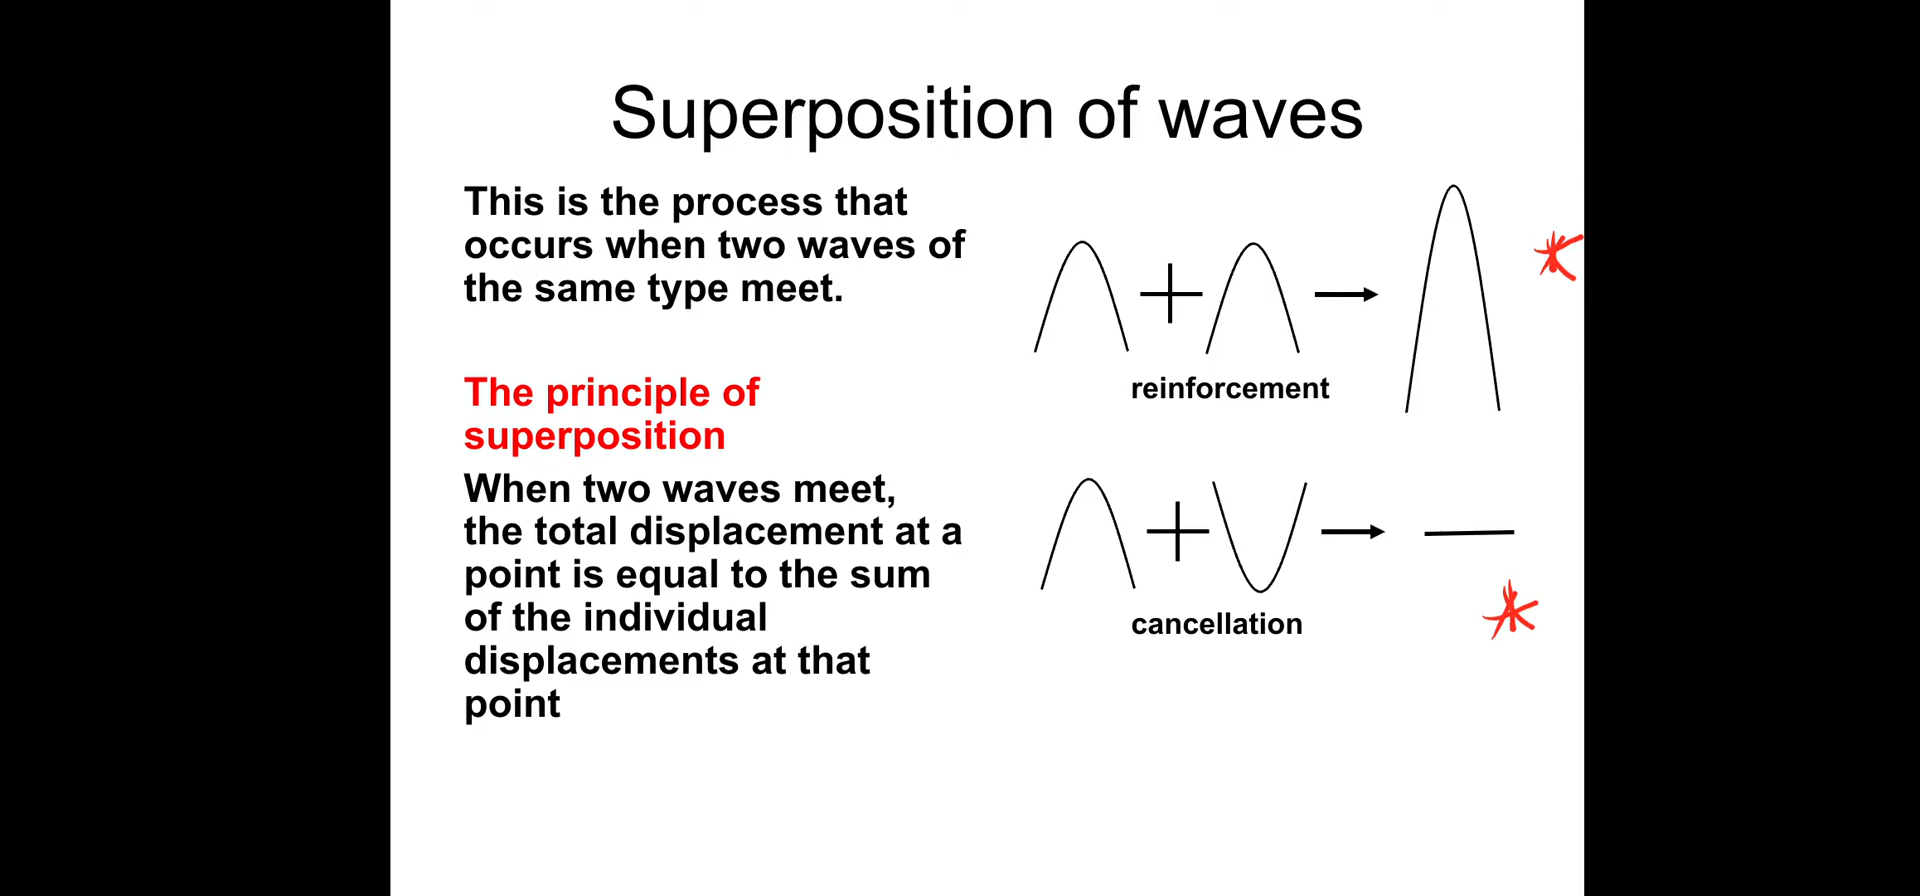 Superposition of waves
This is the process that
occurs when two waves of
the same type meet.
The principle of
superposition
When two waves meet,
the total displacement at a
point is equal to the sum
of the individual
displacements at that
point
reinforcement
cancellation